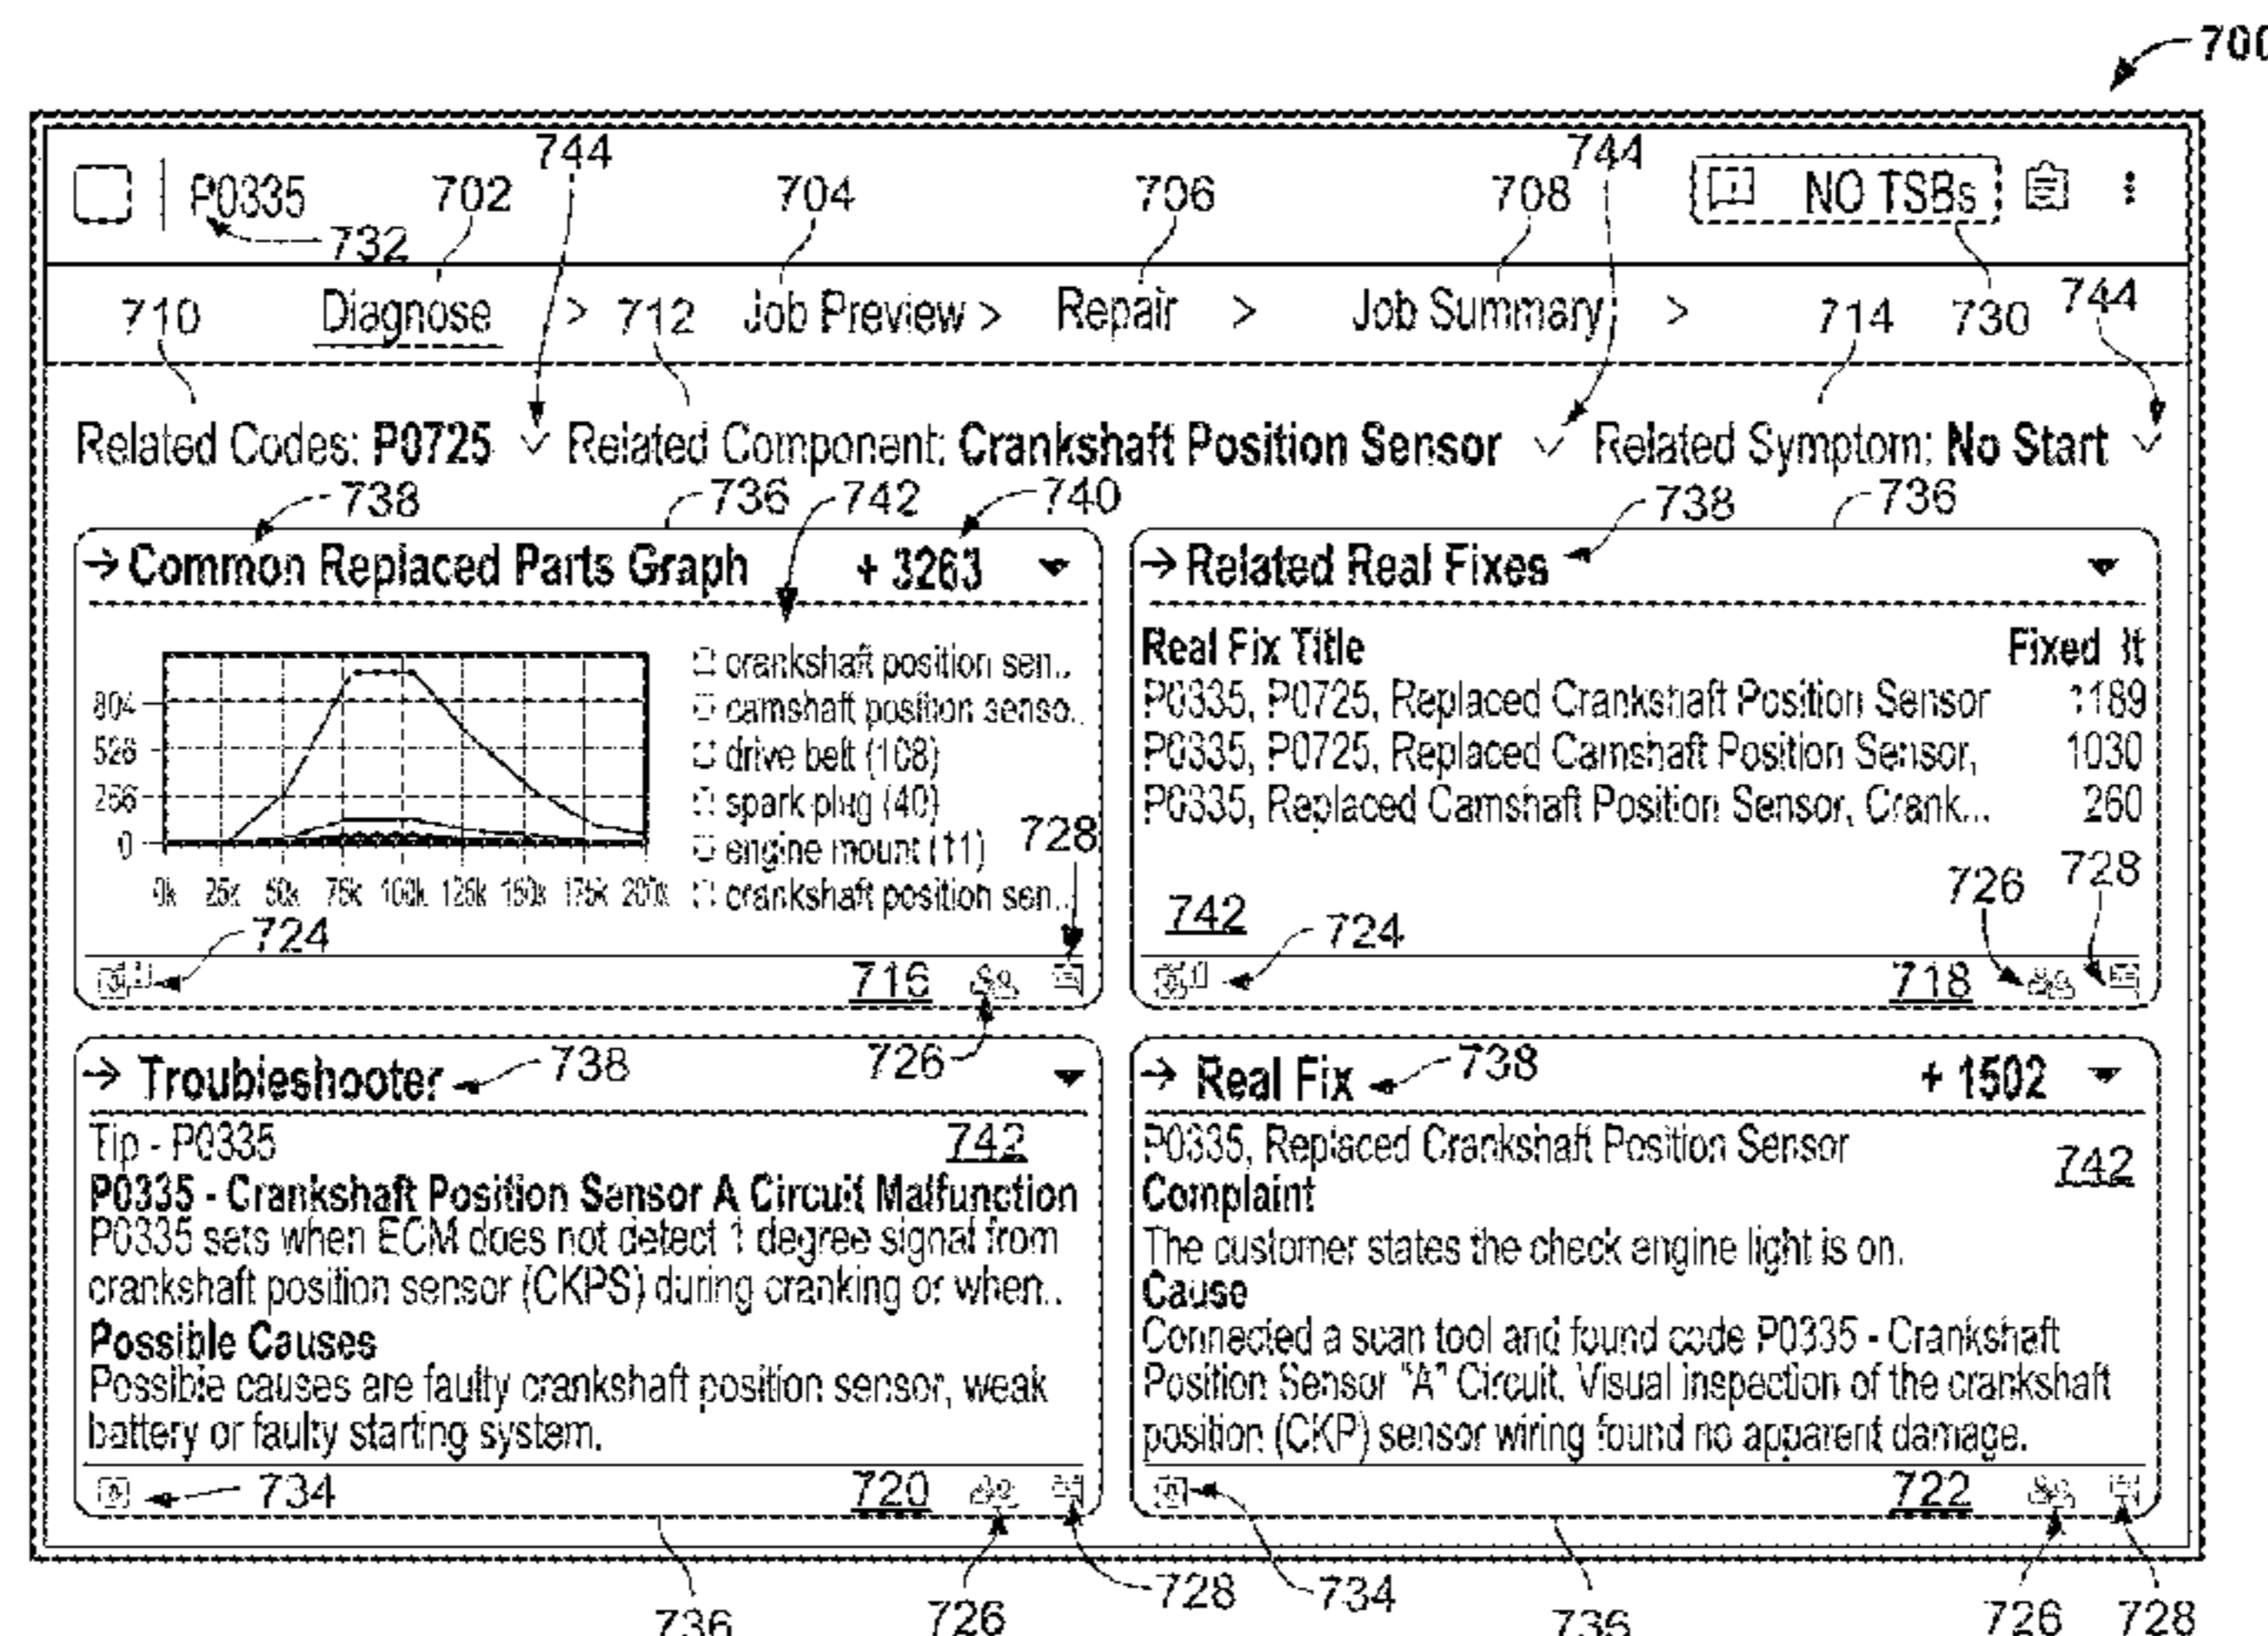 700
744 744
P0335 702 704 706 708 NO TSBs
732
710 Diagnose > 712 Job Preview > Repair > Job Summary > 714 730 744
Related Codes: P0725 Related Component: Crankshaft Position Sensor Related Symptom: No Start
738 736 742 740 738 736
→ Common Replaced Parts Graph + 3263
804
528
266
0
0k 25k 50k 75k 100k 125k 150k 175k 200k
crankshaft position sen..
camshaft position senso..
drive belt (108)
spark plug (40)
engine mount (11)
crankshaft position sen..
728
724
716
726
→ Related Real Fixes
Real Fix Title Fixed It
P0335, P0725, Replaced Crankshaft Position Sensor 1189
P0335, P0725, Replaced Camshaft Position Sensor, 1030
P0335, Replaced Camshaft Position Sensor, Crank... 260
742 724 726 728
718
→ Troubleshooter 738
Tip - P0335 742
P0335 - Crankshaft Position Sensor A Circuit Malfunction
P0335 sets when ECM does not detect 1 degree signal from
crankshaft position sensor (CKPS) during cranking or when..
Possible Causes
Possible causes are faulty crankshaft position sensor, weak
battery or faulty starting system.
734 720
→ Real Fix 738 + 1502
P0335, Replaced Crankshaft Position Sensor
742
Complaint
The customer states the check engine light is on.
Cause
Connected a scan tool and found code P0335 - Crankshaft
Position Sensor "A" Circuit. Visual inspection of the crankshaft
position (CKP) sensor wiring found no apparent damage.
722
736 726 728 734 736 726 728